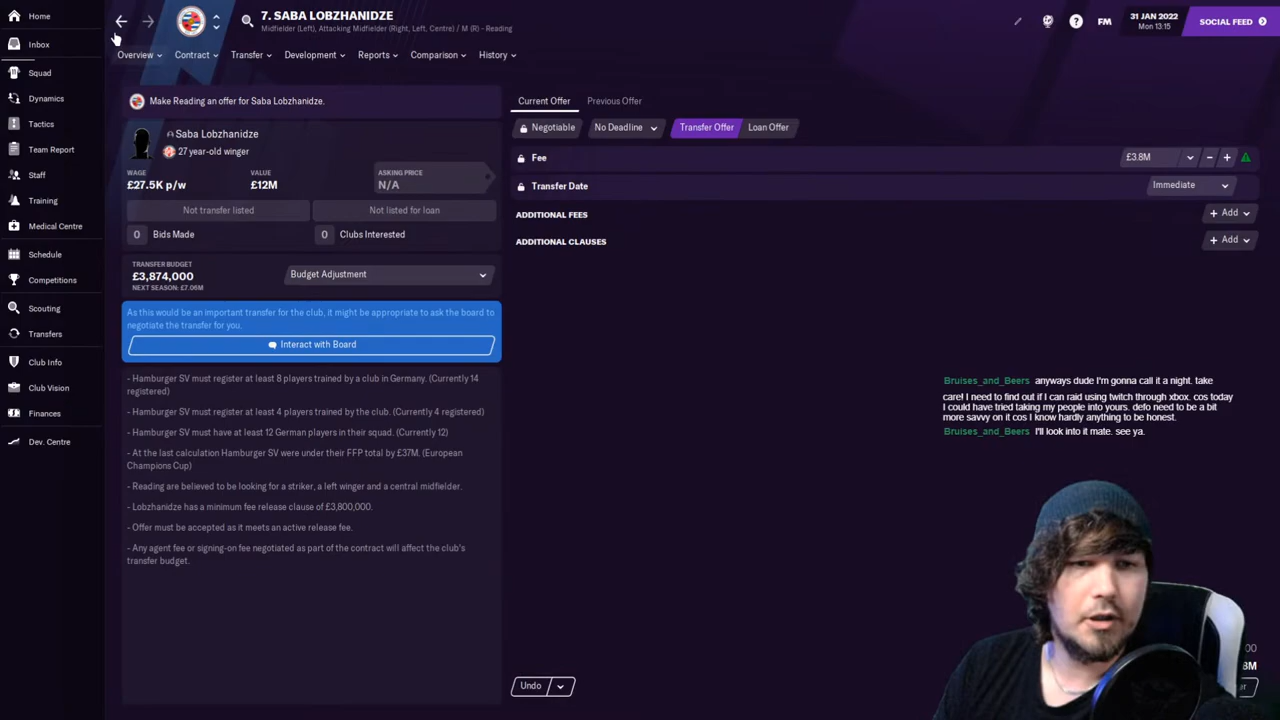 Home
7. SABA LOBZHANIDZE
Midfielder (Left), Attacking Midfielder (Right, Left, Centre) / M (R) - Reading
FM
31 JAN 2022
MON 13:15
SOCIAL FEED
Inbox
Overview
Contract
Transfer
Development
Reports
Comparison
History
Squad
Dynamics
Tactics
Team Report
Staff
Training
Medical Centre
Schedule
Competitions
Scouting
Transfers
Club Info
Club Vision
Finances
Dev. Centre
Make Reading an offer for Saba Lobzhanidze.
Saba Lobzhanidze
27 year-old winger
WAGE
£27.5K p/w
VALUE
£12M
ASKING PRICE
N/A
Not transfer listed
Not listed for loan
0 Bids Made
0 Clubs Interested
TRANSFER BUDGET
£3,874,000
NEXT SEASON: £7.06M
Budget Adjustment
As this would be an important transfer for the club, it might be appropriate to ask the board to
negotiate the transfer for you.
Interact with Board
- Hamburger SV must register at least 8 players trained by a club in Germany. (Currently 14
registered)
- Hamburger SV must register at least 4 players trained by the club. (Currently 4 registered)
- Hamburger SV must have at least 12 German players in their squad. (Currently 12)
- At the last calculation Hamburger SV were under their FFP total by £37M. (European
Champions Cup)
- Reading are believed to be looking for a striker, a left winger and a central midfielder.
- Lobzhanidze has a minimum fee release clause of £3,800,000.
- Offer must be accepted as it meets an active release fee.
- Any agent fee or signing-on fee negotiated as part of the contract will affect the club's
transfer budget.
Current Offer
Previous Offer
Negotiable
No Deadline
Transfer Offer
Loan Offer
Fee
£3.8M
Transfer Date
Immediate
ADDITIONAL FEES
+ Add
ADDITIONAL CLAUSES
+ Add
Bruises_and_Beers anyways dude I'm gonna call it a night. take
care! I need to find out if I can raid using twitch through xbox. cos today
I could have tried taking my people into yours. defo need to be a bit
more savvy on it cos I know hardly anything to be honest.
Bruises_and_Beers I'll look into it mate. see ya.
Undo